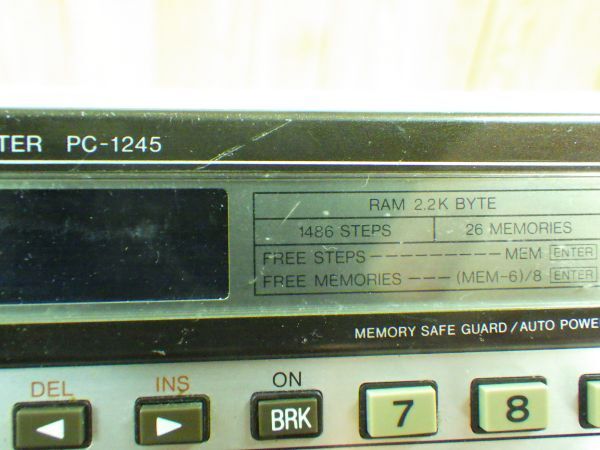 TER PC-1245
RAM 2.2K BYTE
1486 STEPS 26 MEMORIES
FREE STEPS ---------- MEM ENTER
FREE MEMORIES --- (MEM-6)/8 ENTER
MEMORY SAFE GUARD / AUTO POWE
DEL INS ON
◀ ▶ BRK 7 8